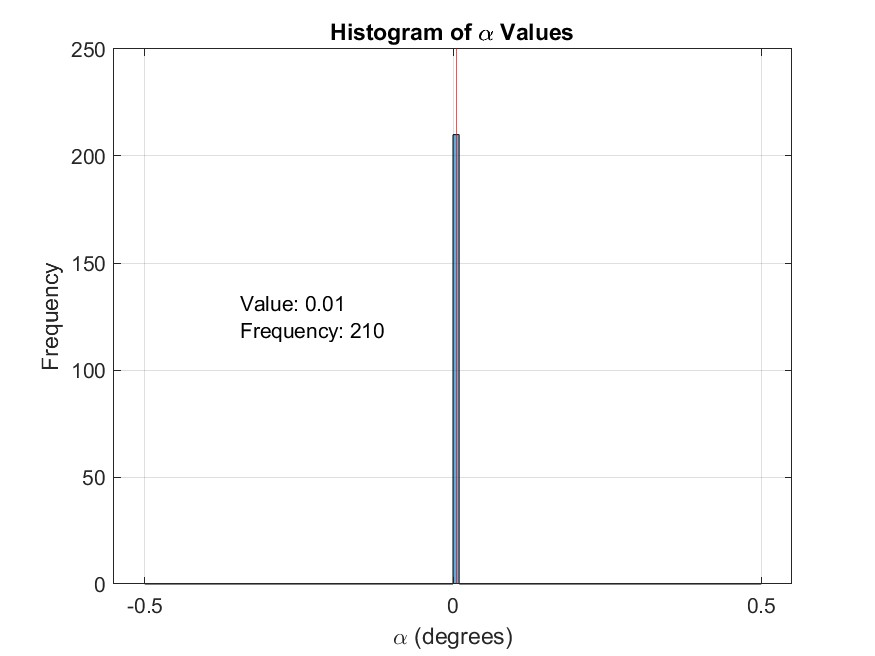 Histogram of α Values
250
200
150
100
50
0
Frequency
Value: 0.01
Frequency: 210
-0.5
0
0.5
α (degrees)